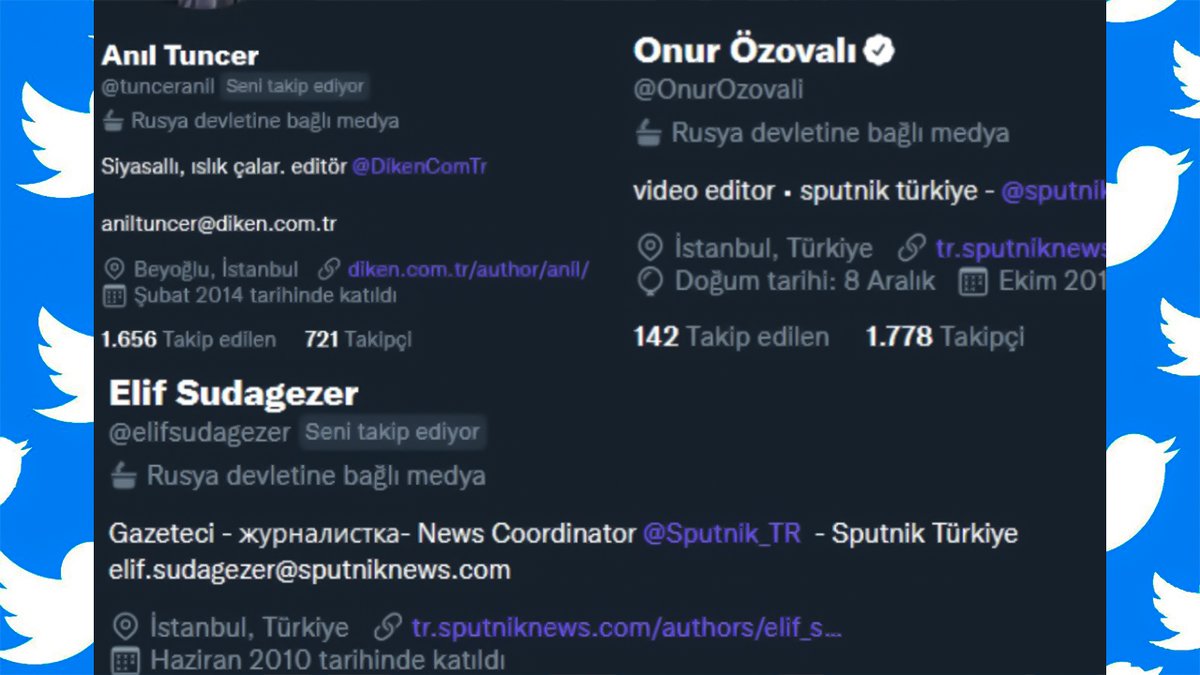 Anıl Tuncer
@tunceranil Seni takip ediyor
Rusya devletine bağlı medya
Siyasallı, ıslık çalar. editör @DikenComTr
aniltuncer@diken.com.tr
Beyoğlu, İstanbul diken.com.tr/author/anil/
Şubat 2014 tarihinde katıldı
1.656 Takip edilen 721 Takipçi
Onur Özovalı
@OnurOzovali
Rusya devletine bağlı medya
video editor • sputnik türkiye - @sputnik
İstanbul, Türkiye tr.sputniknews
Doğum tarihi: 8 Aralık Ekim 201
142 Takip edilen 1.778 Takipçi
Elif Sudagezer
@elifsudagezer Seni takip ediyor
Rusya devletine bağlı medya
Gazeteci - журналистка- News Coordinator @Sputnik_TR - Sputnik Türkiye
elif.sudagezer@sputniknews.com
İstanbul, Türkiye tr.sputniknews.com/authors/elif_s...
Haziran 2010 tarihinde katıldı